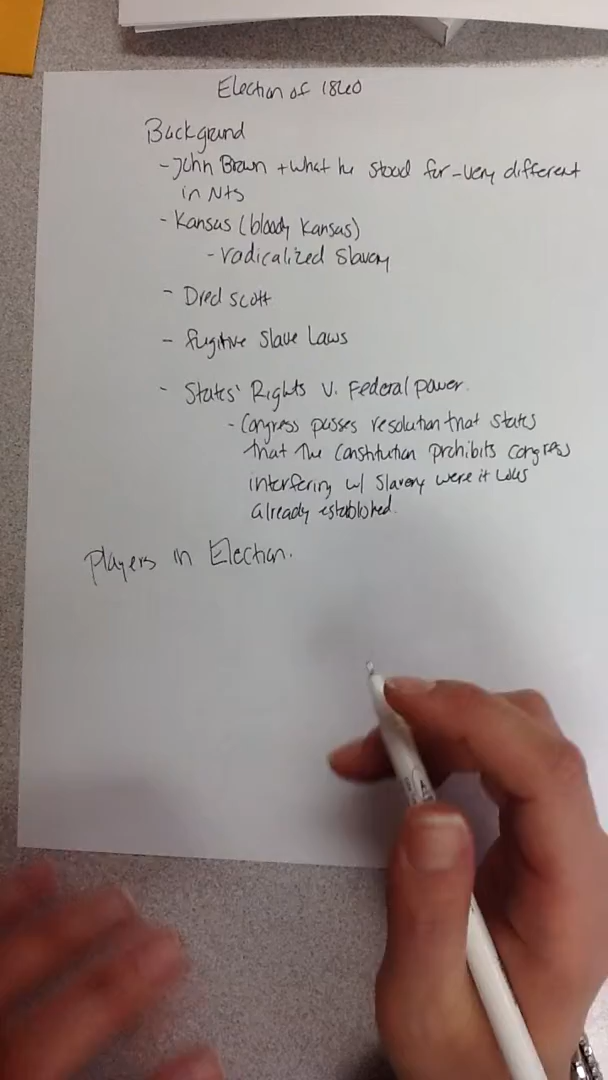 Election of 1860
Background
- John Brown + what he stood for - very different
in N + S
- Kansas (bloody Kansas)
- radicalized slavery
- Dred Scott
- fugitive slave Laws
- States' Rights v. Federal power.
- Congress passes resolution that states
that the Constitution prohibits congress
interfering w/ slavery were it was
already established.
Players in Election.